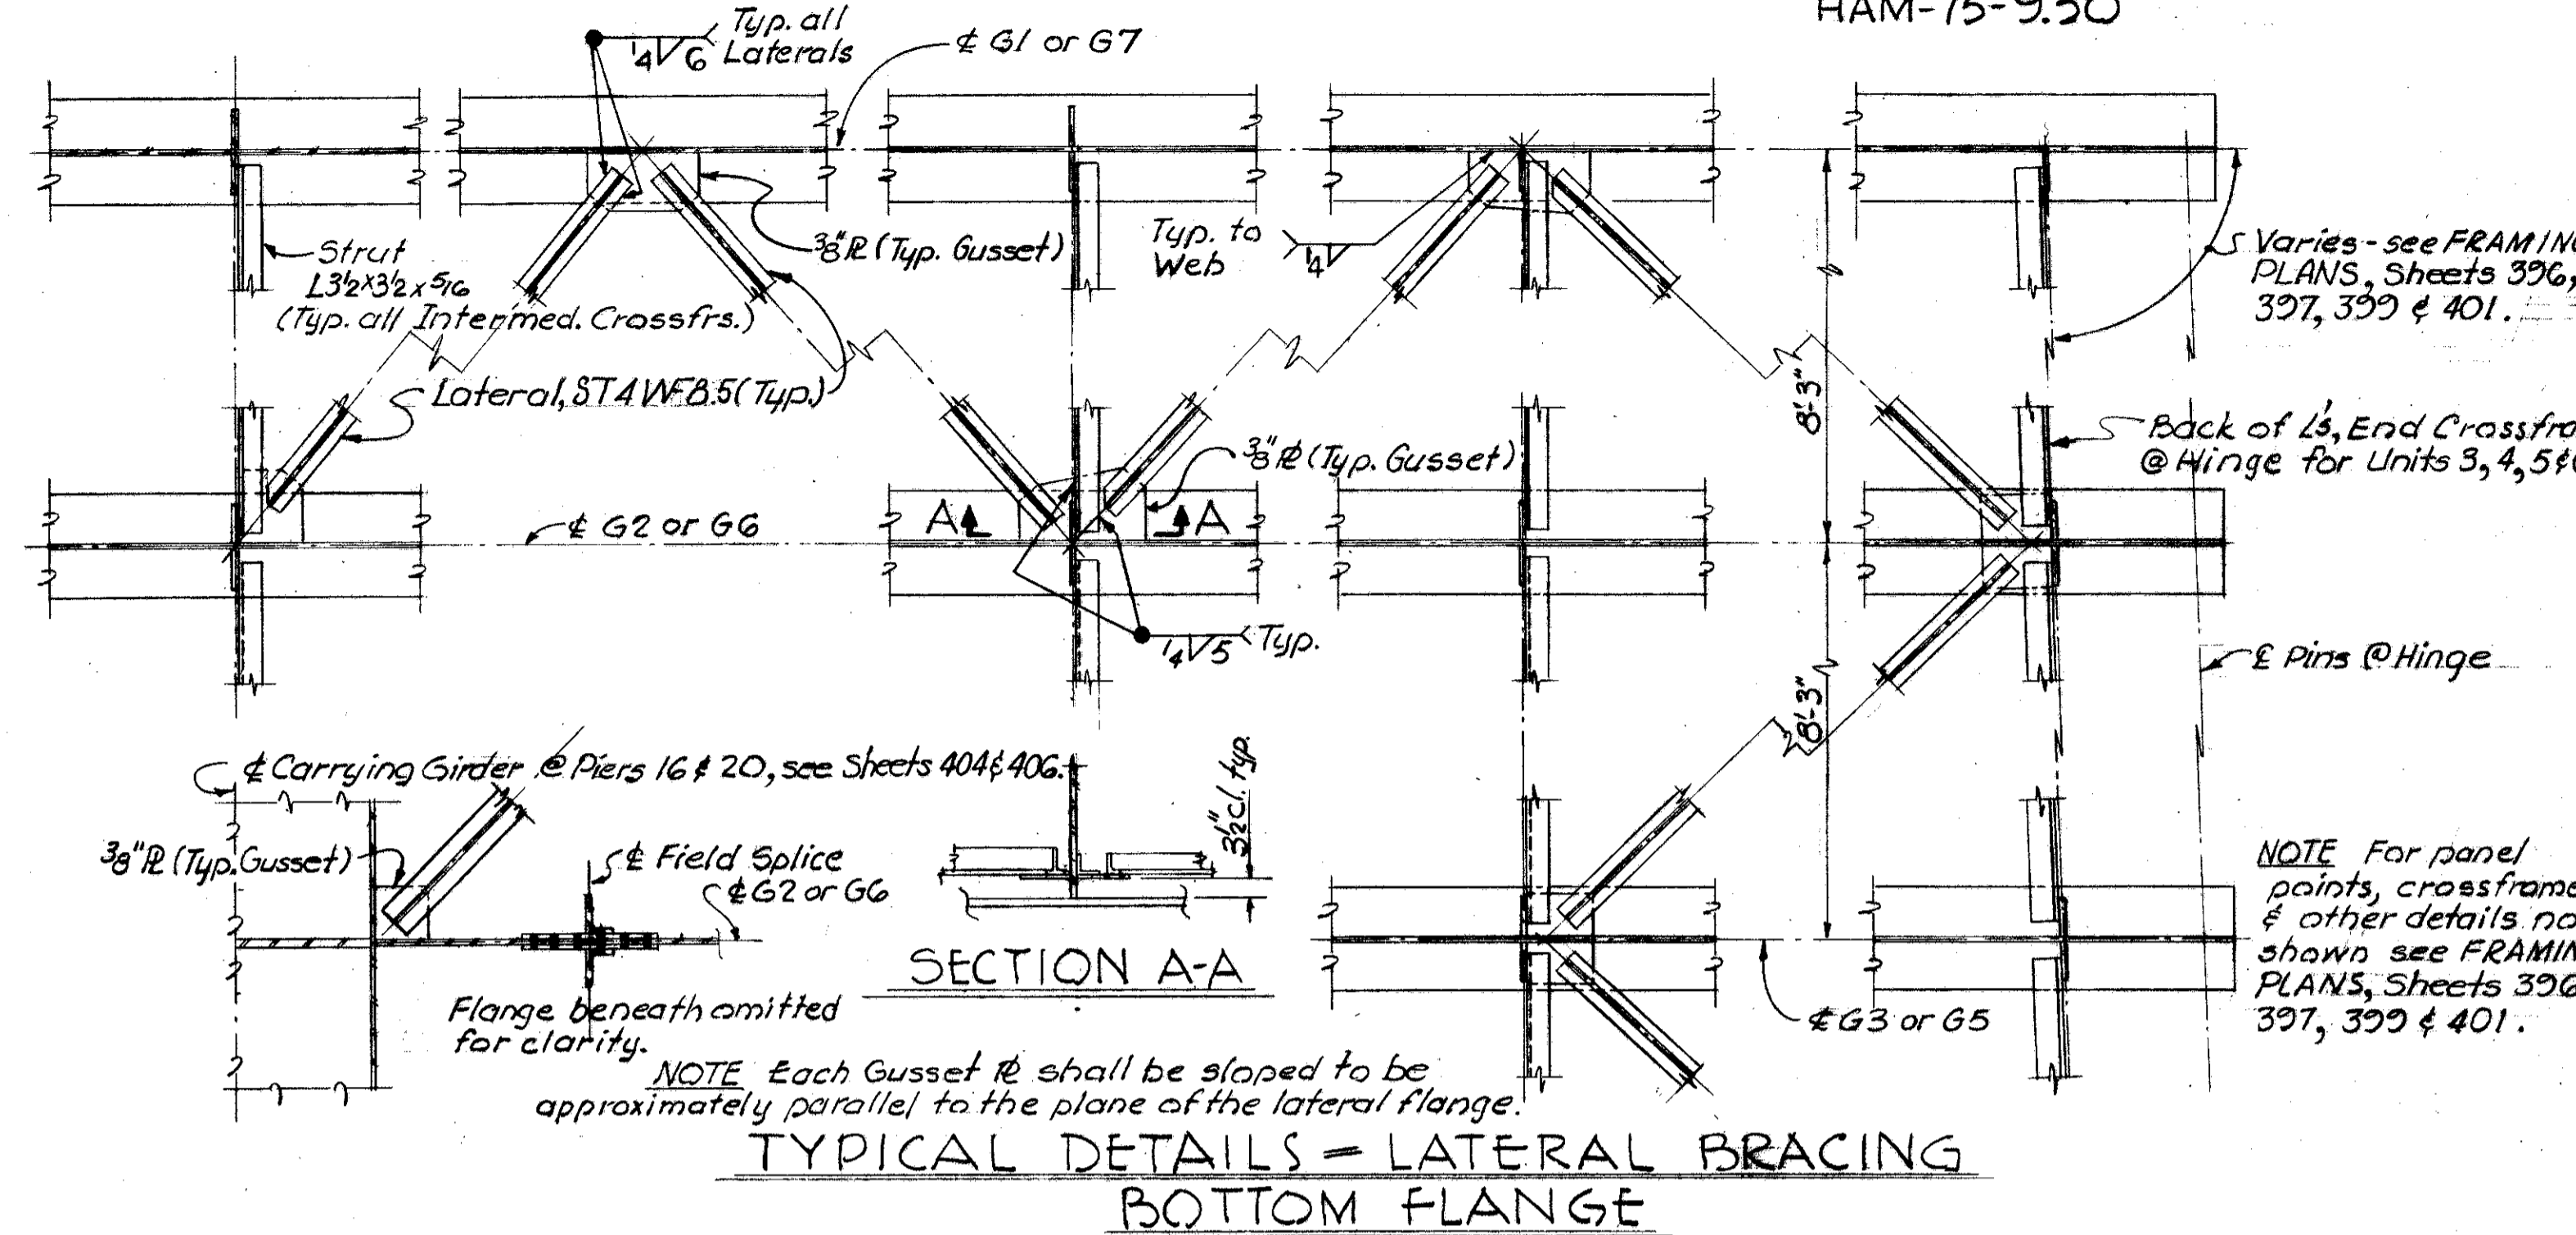 HAM-75-9.50
Typ. all
Laterals
1/4 6
℄ G1 or G7
Strut
L3½x3½x5/16
(Typ. all Intermed. Crossfrs.)
3/8" ℞ (Typ. Gusset)
Typ. to
Web
1/4
Varies - see FRAMING
PLANS, Sheets 396,
397, 399 & 401.
Lateral, ST4WF8.5 (Typ.)
8'-3"
3/8" ℞ (Typ. Gusset)
Back of L's, End Crossfra
@ Hinge for Units 3, 4, 5 &
A A
℄ G2 or G6
1/4 5 Typ.
℄ Pins @ Hinge
8'-3"
℄ Carrying Girder @ Piers 16 & 20, see Sheets 404 & 406.
3/8" ℞ (Typ. Gusset)
℄ Field Splice
℄ G2 or G6
3½" cl. typ.
SECTION A-A
Flange beneath omitted
for clarity.
℄ G3 or G5
NOTE For panel
points, crossframe
& other details no
shown see FRAMIN
PLANS, Sheets 396
397, 399 & 401.
NOTE Each Gusset ℞ shall be sloped to be
approximately parallel to the plane of the lateral flange.
TYPICAL DETAILS - LATERAL BRACING
BOTTOM FLANGE